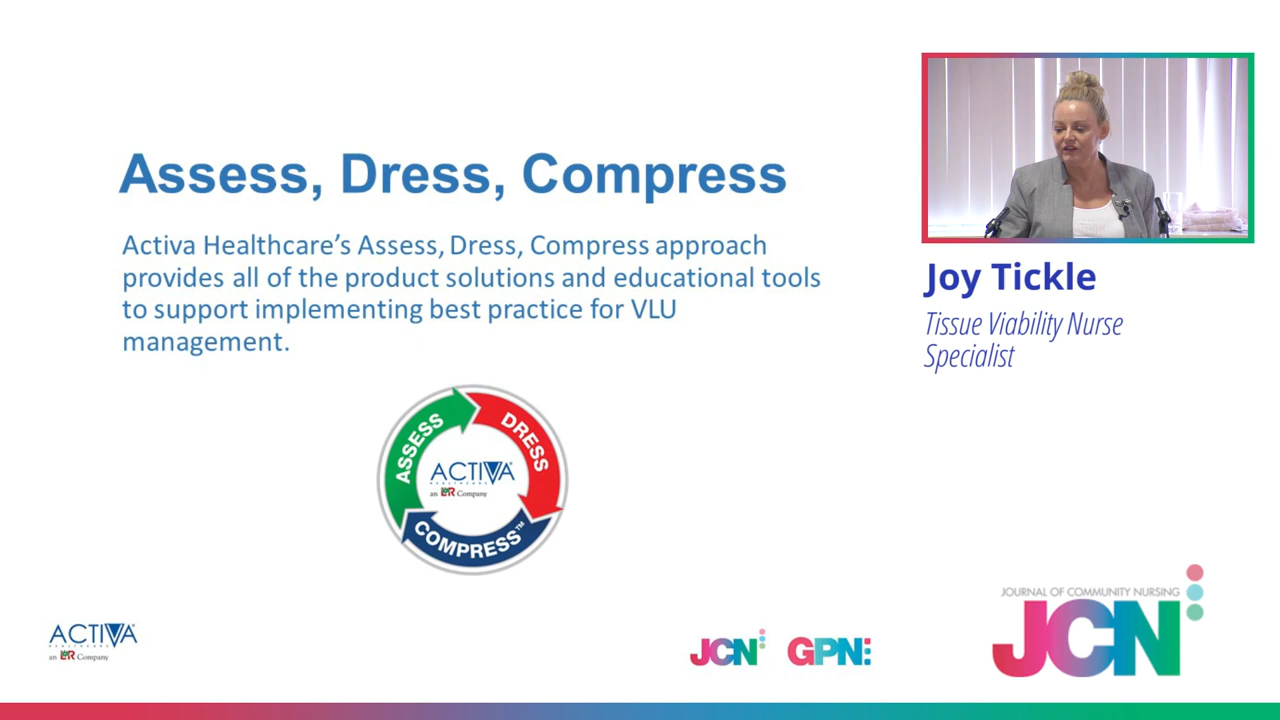 Assess, Dress, Compress
Activa Healthcare’s Assess, Dress, Compress approach
provides all of the product solutions and educational tools
to support implementing best practice for VLU
management.
ASSESS
DRESS
COMPRESS™
ACTIVA®
HEALTHCARE
an L&R Company
Joy Tickle
Tissue Viability Nurse
Specialist
ACTIVA®
HEALTHCARE
an L&R Company
JCN
GPN
JOURNAL OF COMMUNITY NURSING
JCN